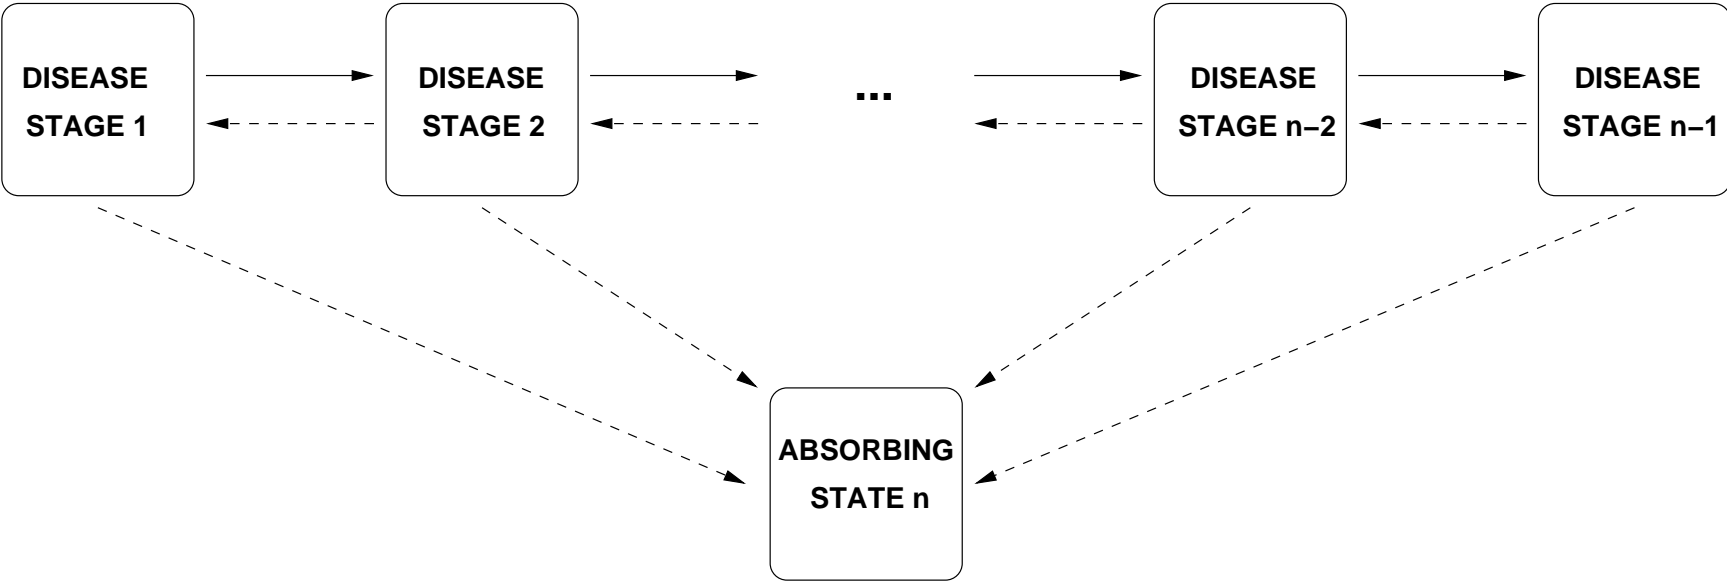 DISEASE
STAGE 1
DISEASE
STAGE 2
...
DISEASE
STAGE n−2
DISEASE
STAGE n−1
ABSORBING
STATE n